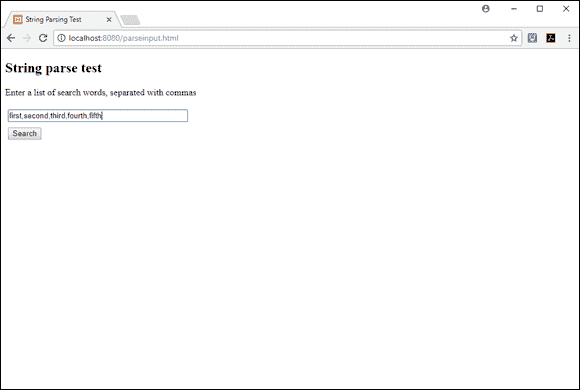 String Parsing Test
localhost:8080/parseinput.html
String parse test
Enter a list of search words, separated with commas
first,second,third,fourth,fifth
Search